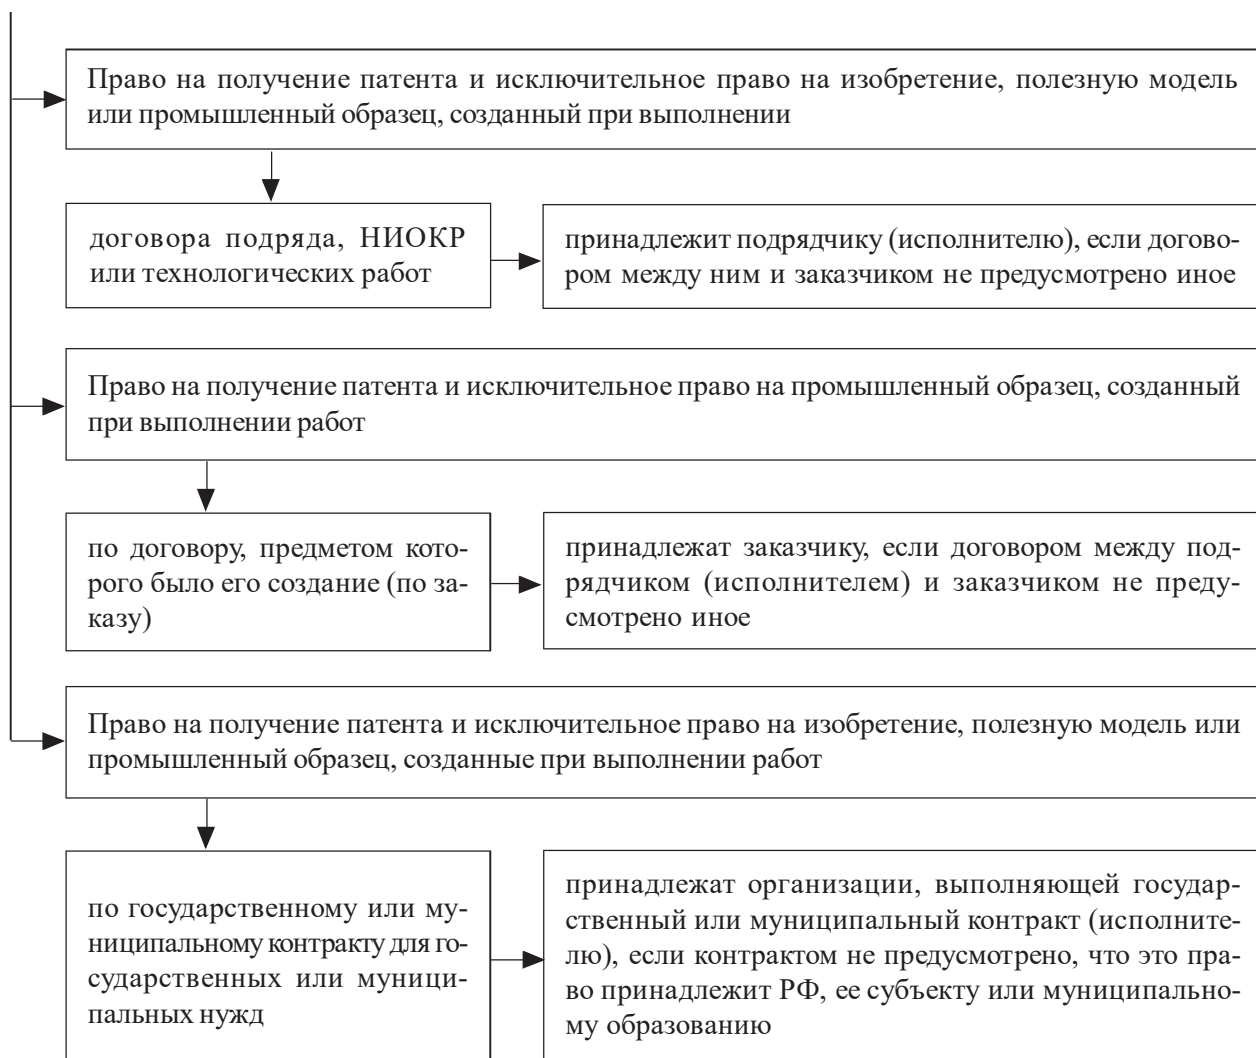 Право на получение патента и исключительное право на изобретение, полезную модель
или промышленный образец, созданный при выполнении
договора подряда, НИОКР
или технологических работ
принадлежит подрядчику (исполнителю), если догово-
ром между ним и заказчиком не предусмотрено иное
Право на получение патента и исключительное право на промышленный образец, созданный
при выполнении работ
по договору, предметом кото-
рого было его создание (по за-
казу)
принадлежат заказчику, если договором между под-
рядчиком (исполнителем) и заказчиком не преду-
смотрено иное
Право на получение патента и исключительное право на изобретение, полезную модель или
промышленный образец, созданные при выполнении работ
по государственному или му-
ниципальному контракту для го-
сударственных или муници-
пальных нужд
принадлежат организации, выполняющей государ-
ственный или муниципальный контракт (исполните-
лю), если контрактом не предусмотрено, что это пра-
во принадлежит РФ, ее субъекту или муниципально-
му образованию